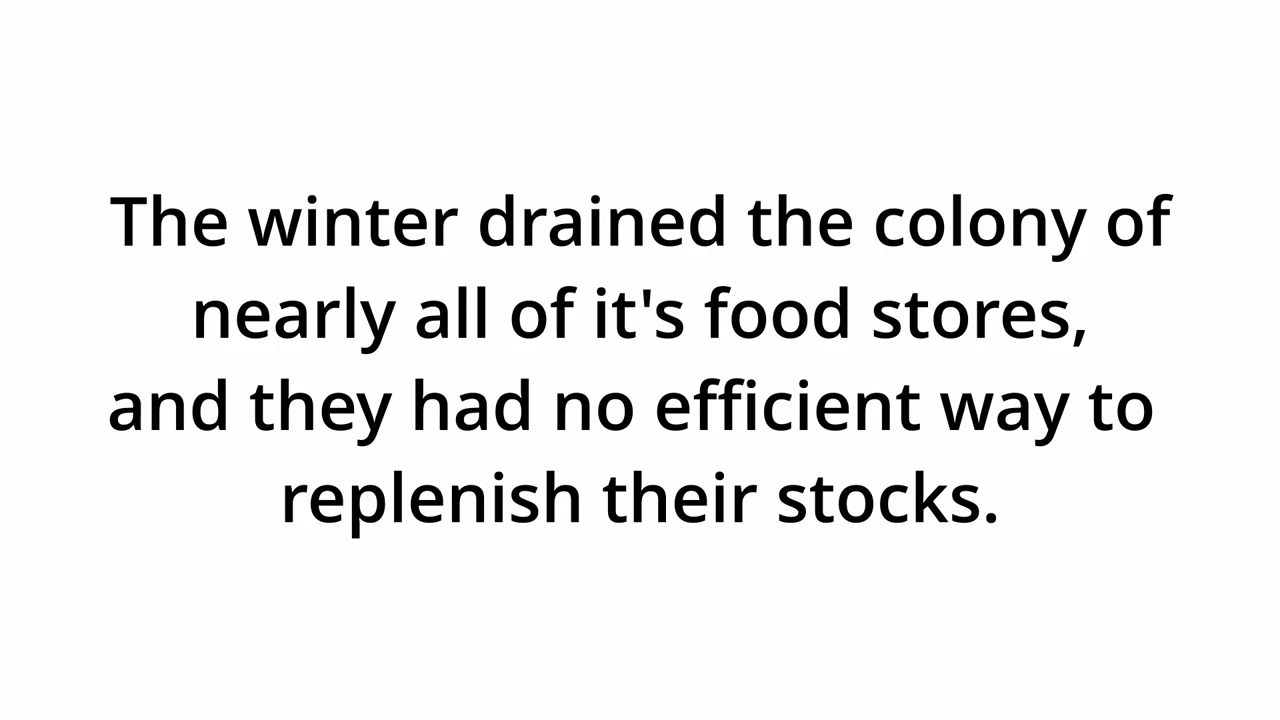 The winter drained the colony of
nearly all of it's food stores,
and they had no efficient way to
replenish their stocks.